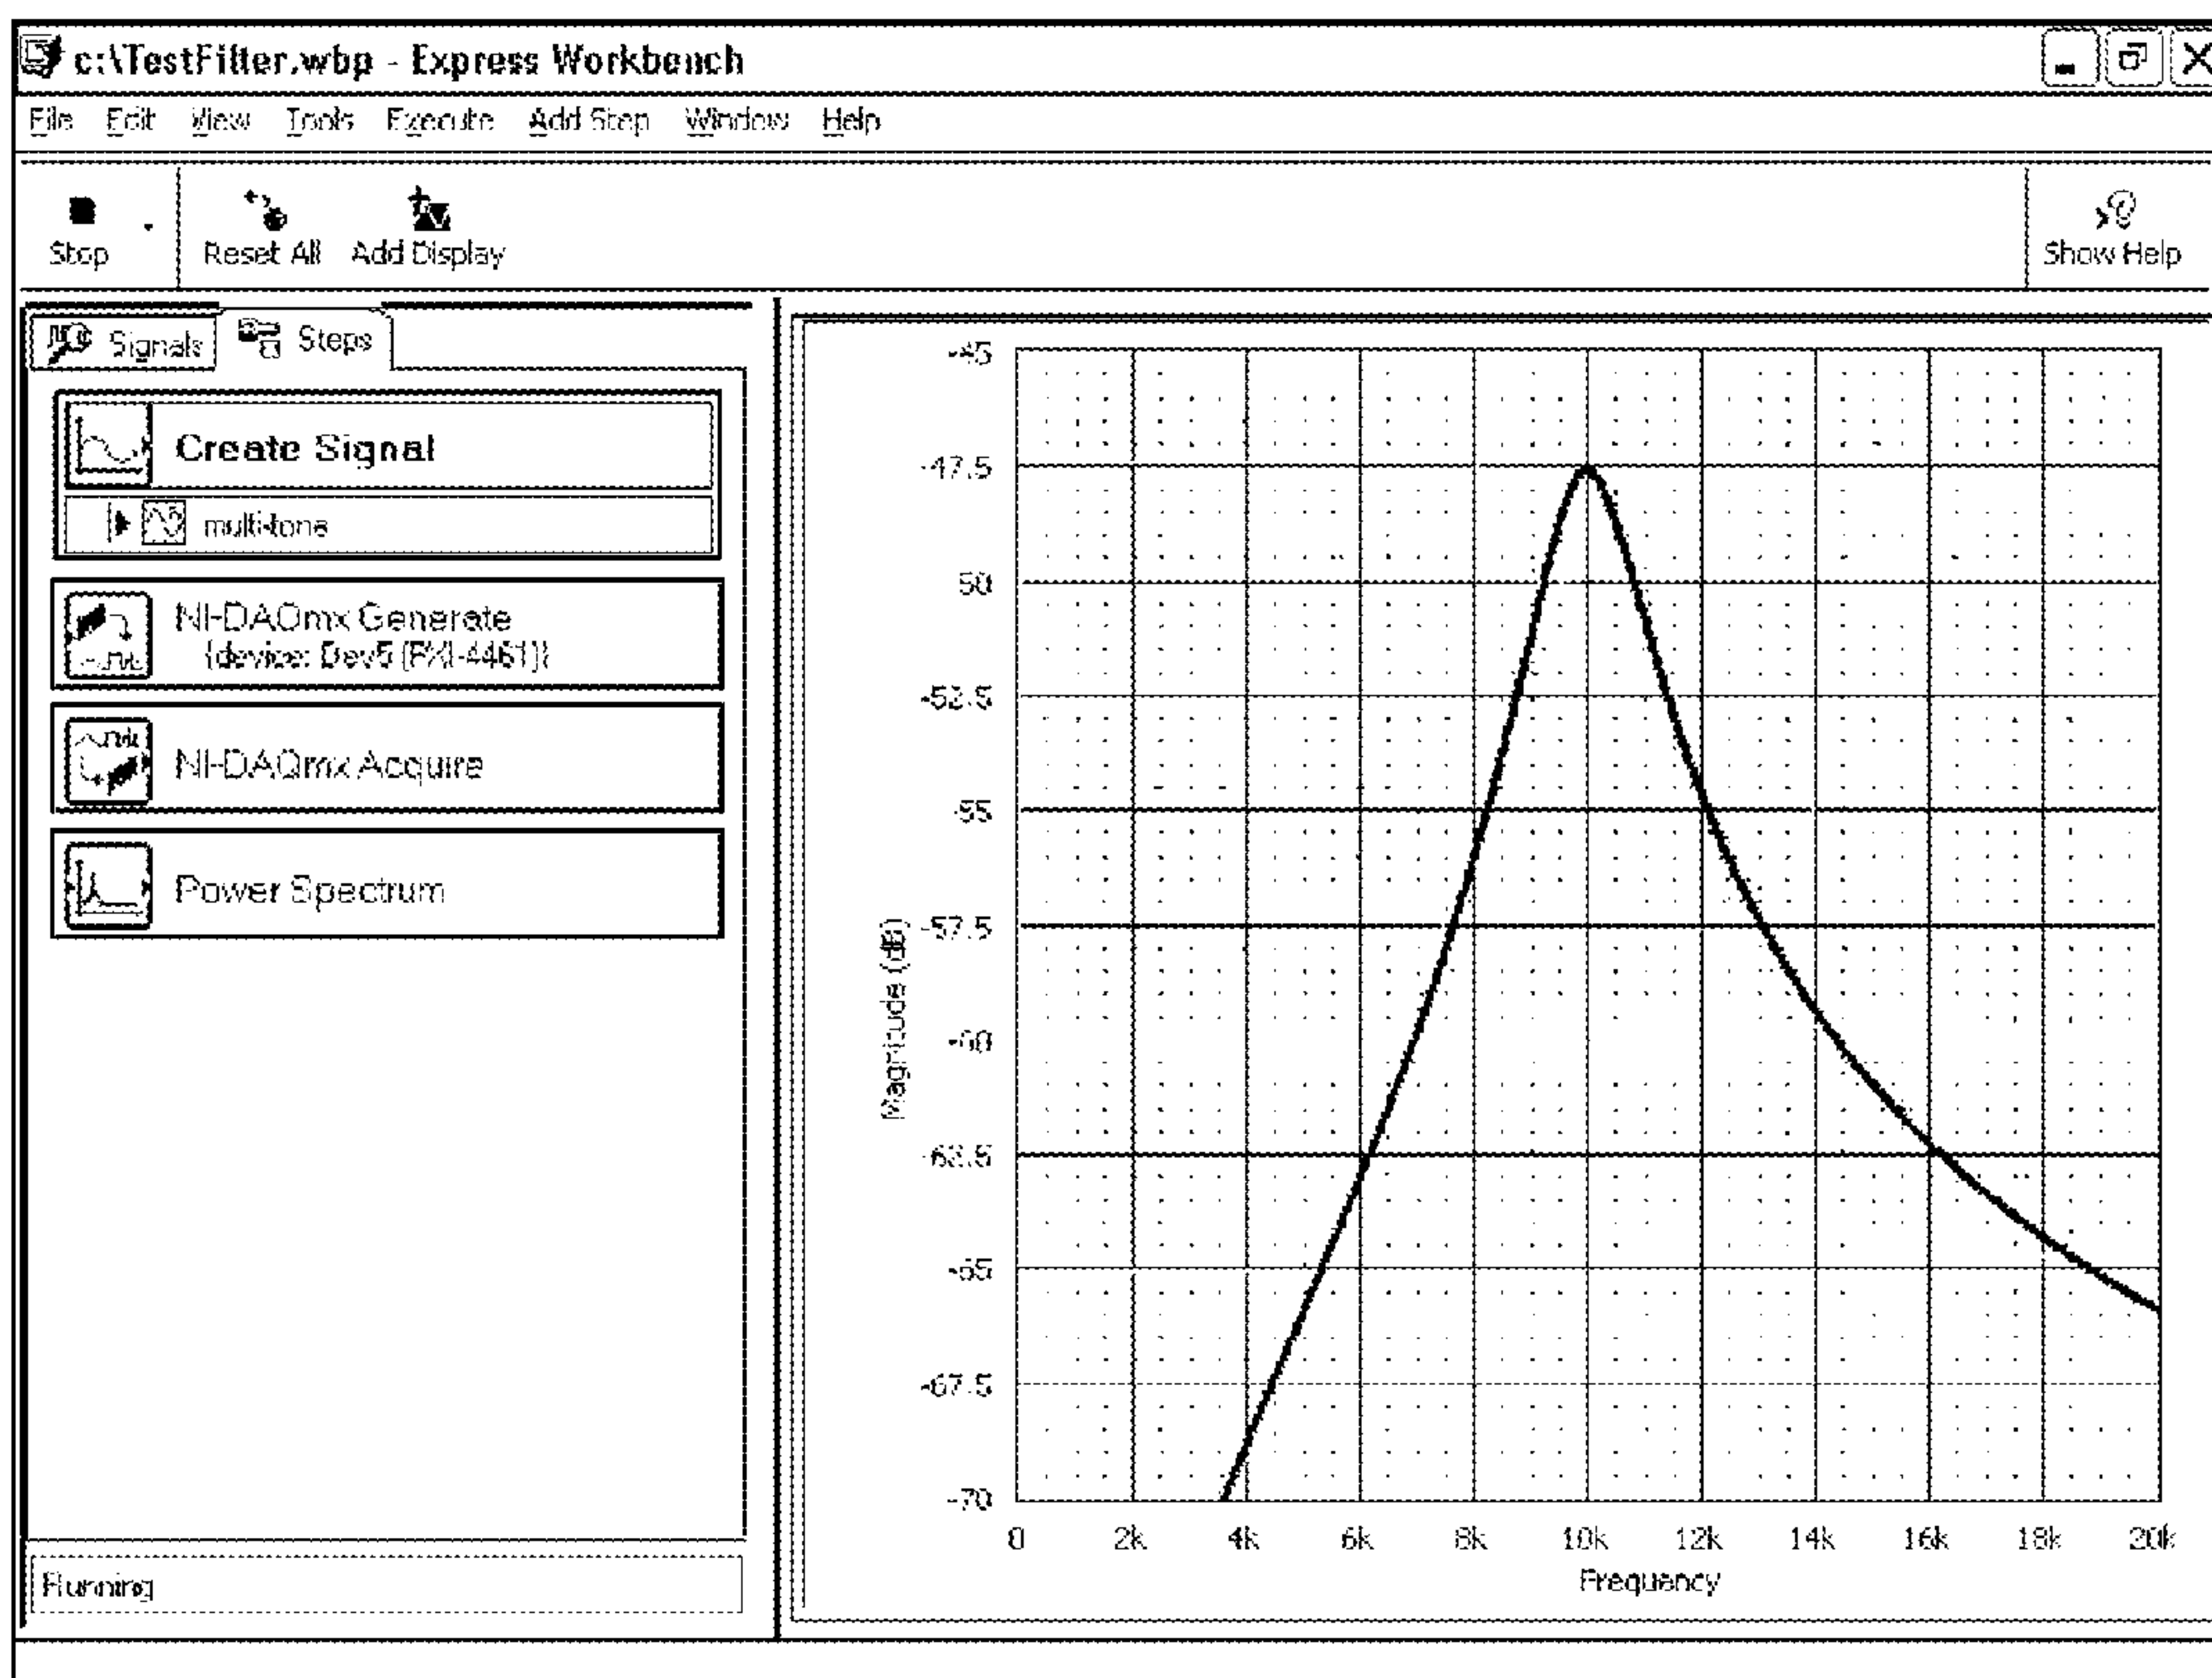 c:\TestFilter.wbp - Express Workbench
File Edit View Tools Execute Add Step Window Help
Stop Reset All Add Display Show Help
Signals Steps
Create Signal
multi-tone
NI-DAQmx Generate
(device: Dev5 (PXI-4461))
NI-DAQmx Acquire
Power Spectrum
Running
-45
-47.5
-50
-52.5
-55
-57.5
-60
-62.5
-65
-67.5
-70
Magnitude (dB)
0 2k 4k 6k 8k 10k 12k 14k 16k 18k 20k
Frequency